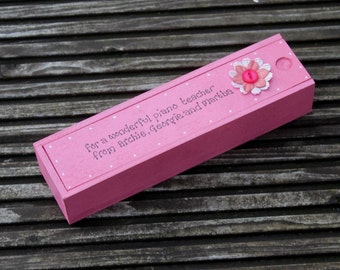 for a wonderful piano teacher
from Archie, Georgie and Martha